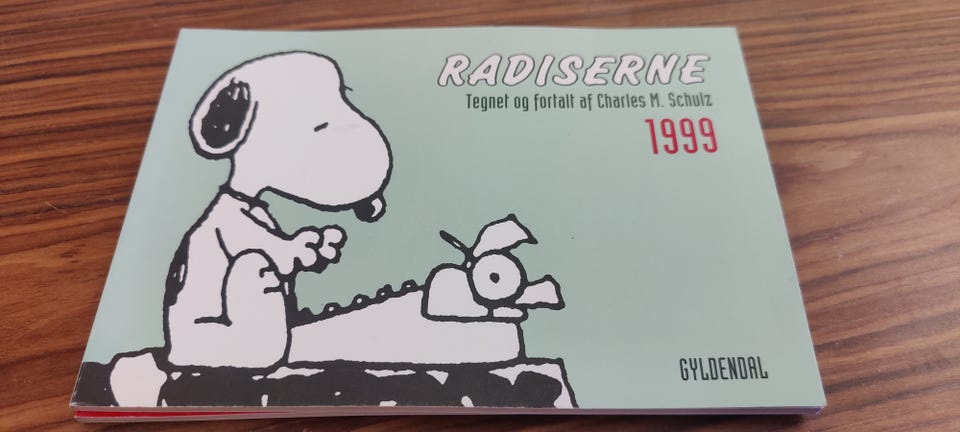 RADISERNE
Tegnet og fortalt af Charles M. Schulz
1999
GYLDENDAL